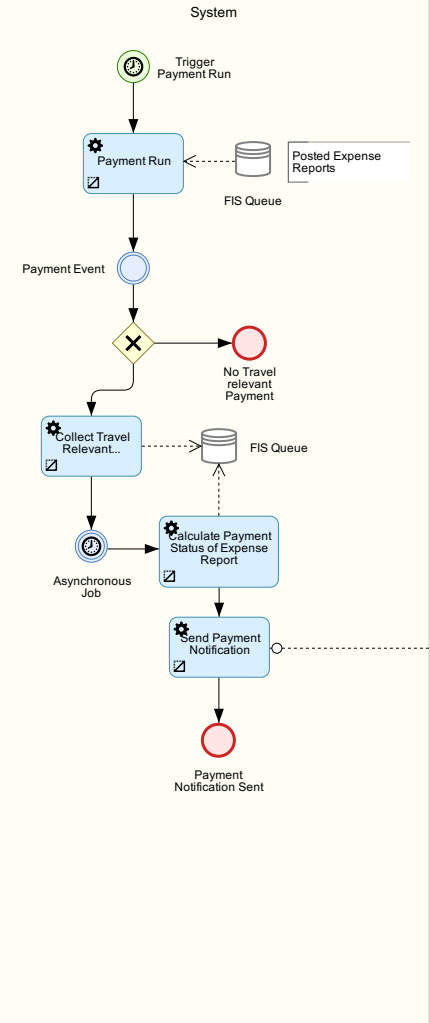 System
Trigger
Payment Run
Payment Run
Posted Expense
Reports
FIS Queue
Payment Event
No Travel
relevant
Payment
Collect Travel
Relevant...
FIS Queue
Calculate Payment
Status of Expense
Report
Asynchronous
Job
Send Payment
Notification
Payment
Notification Sent